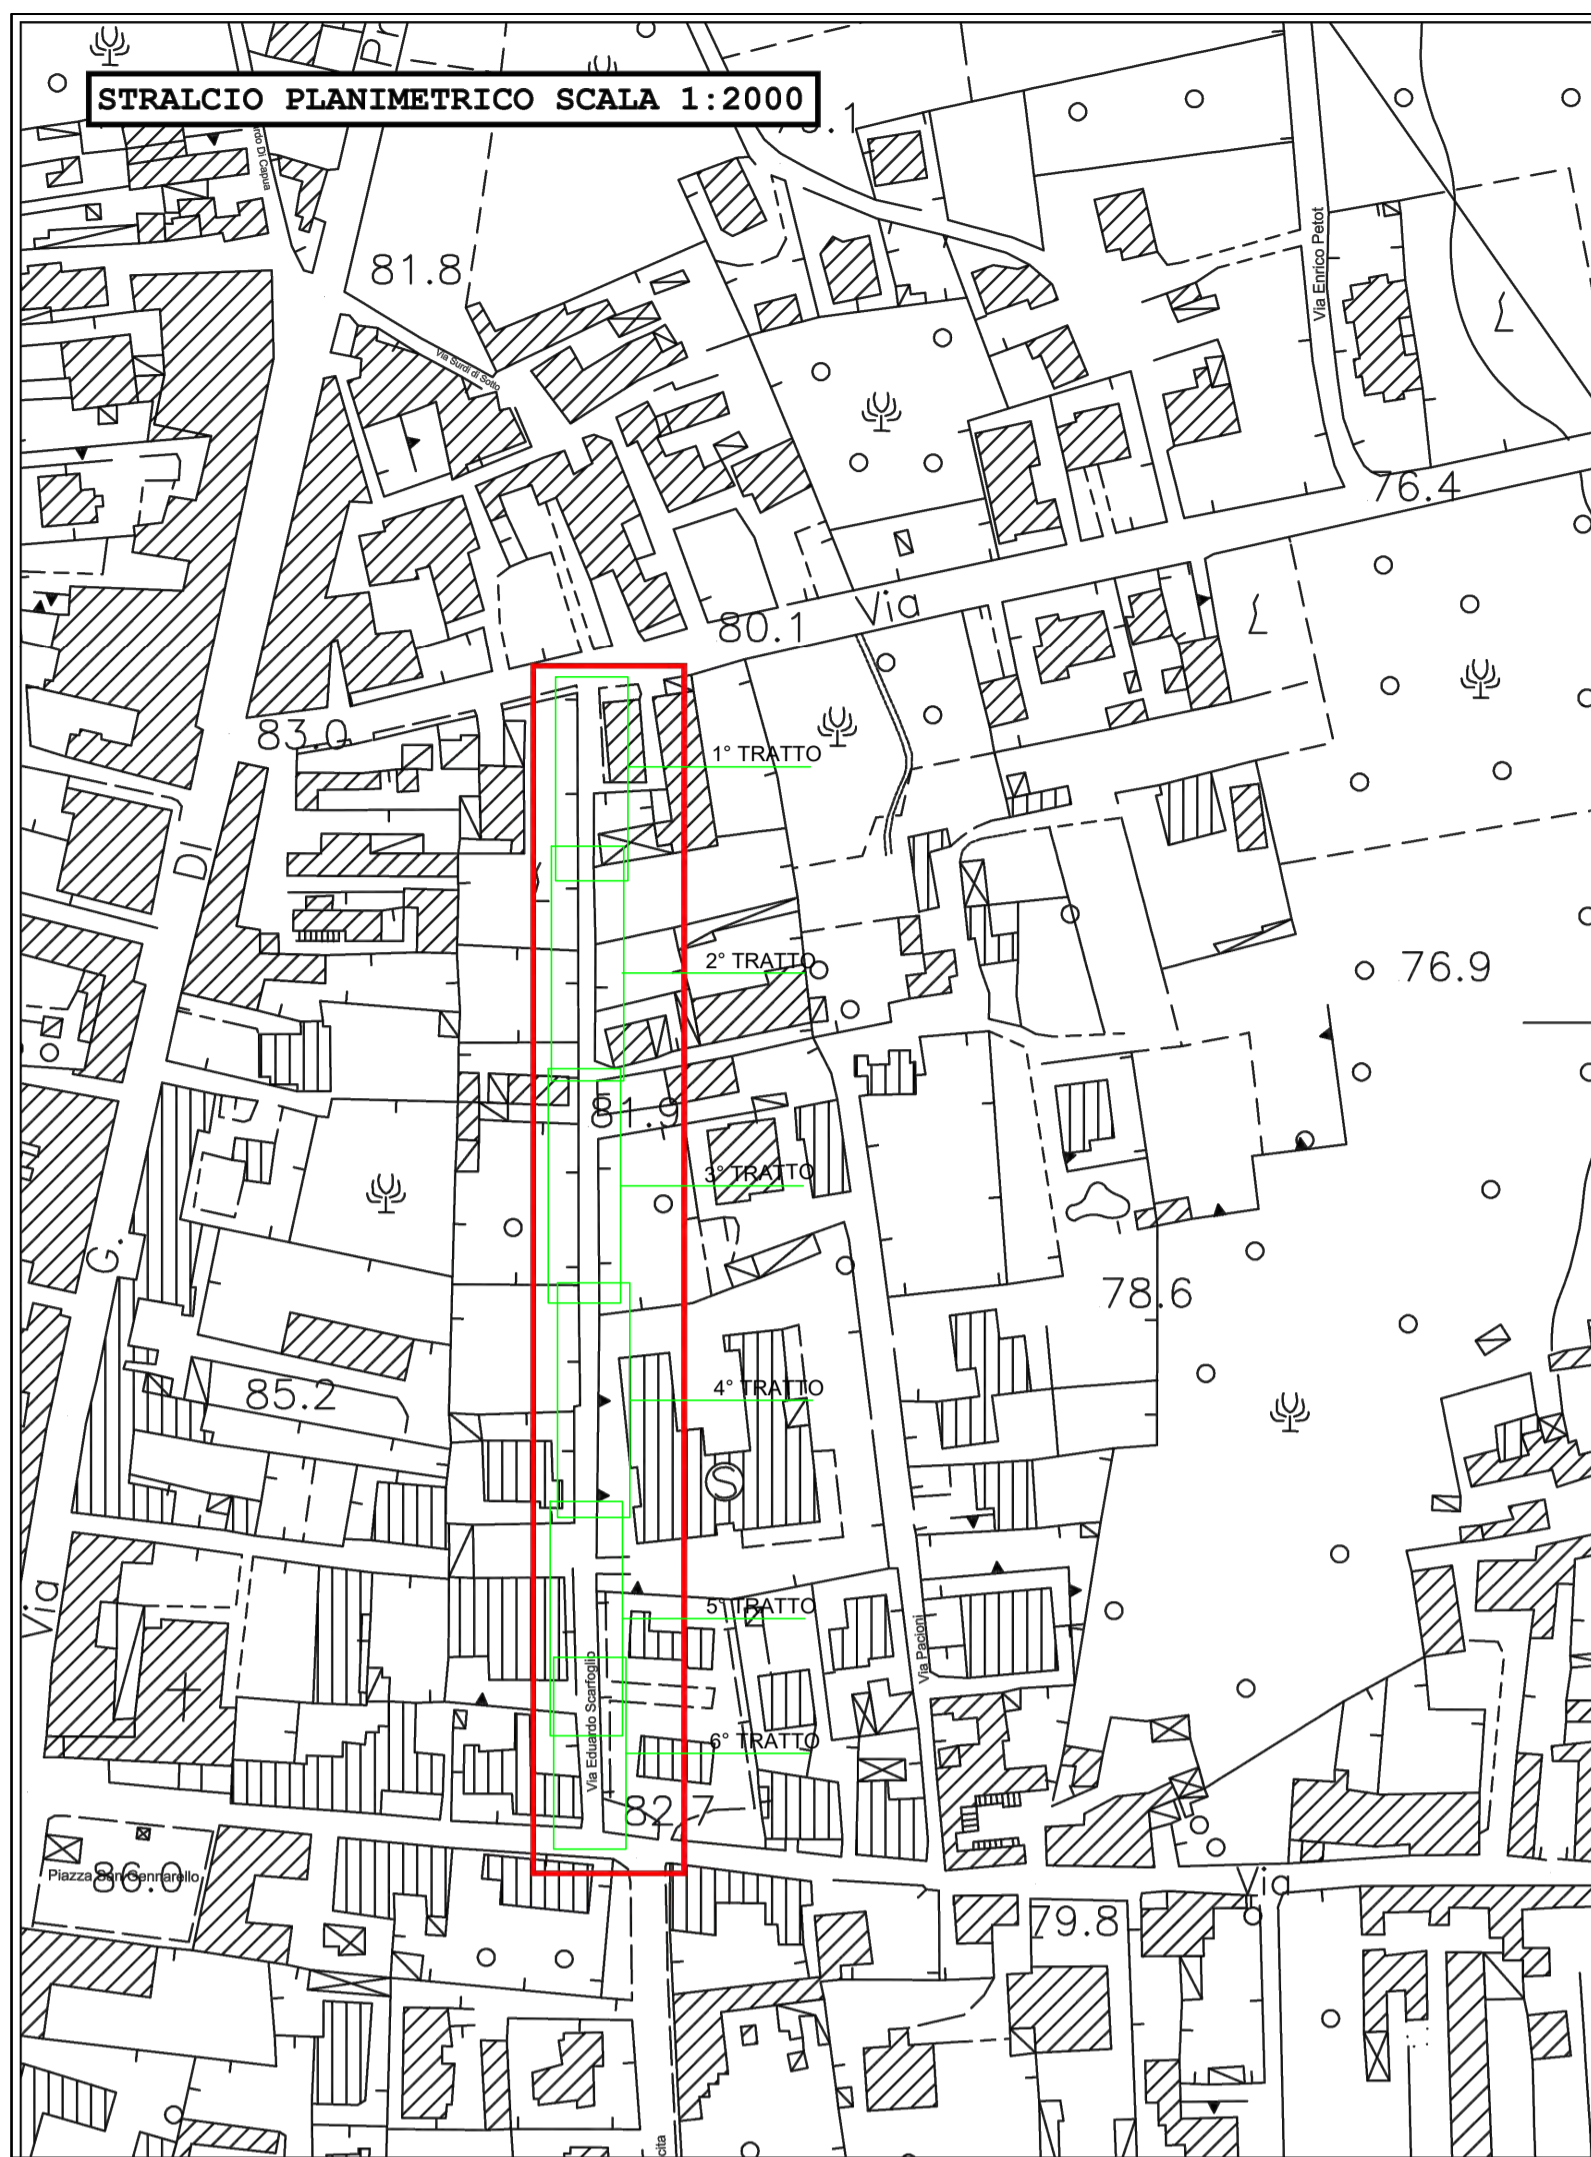 Pr
STRALCIO PLANIMETRICO SCALA 1:2000
81.8
Via Enrico Petot
Via Surdi di Sotto
76.4
Via
80.1
83.0
1° TRATTO
DI
2° TRATTO
76.9
81.9
3° TRATTO
G.
78.6
4° TRATTO
85.2
S
Via
5° TRATTO
Via Pacioni
Via Eduardo Scarfoglio
6° TRATTO
82.7
86.0
Piazza San Gennarello
Via
79.8
cita